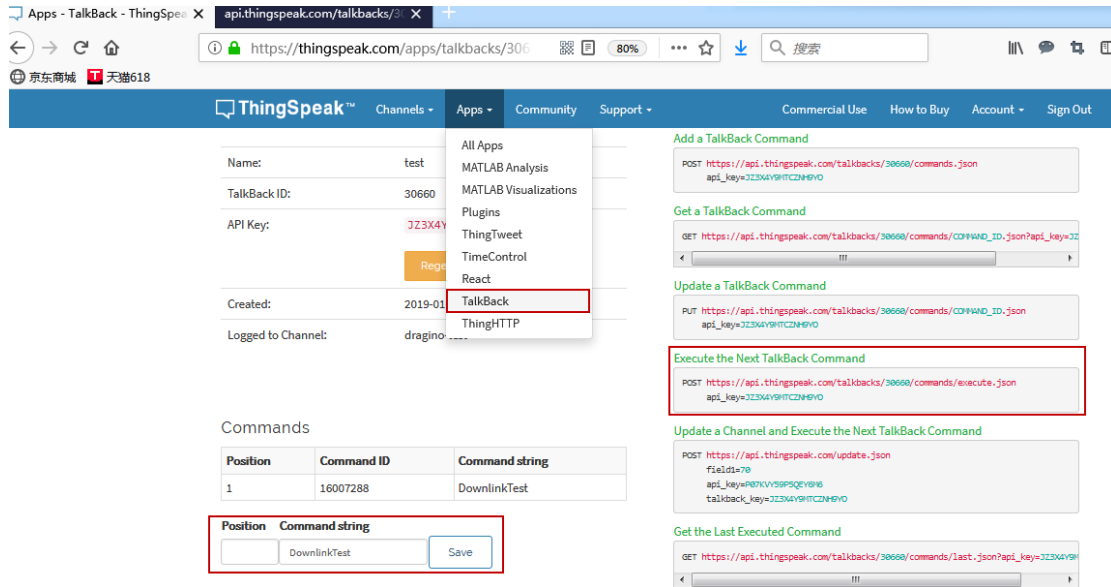 Apps - TalkBack - ThingSpea
api.thingspeak.com/talkbacks/30
https://thingspeak.com/apps/talkbacks/306
80%
搜索
京东商城
T 天猫618
ThingSpeak™
Channels
Apps
Community
Support
Commercial Use
How to Buy
Account
Sign Out
All Apps
MATLAB Analysis
MATLAB Visualizations
Plugins
ThingTweet
TimeControl
React
TalkBack
ThingHTTP
Name: test
TalkBack ID: 30660
API Key: JZ3X4Y
Rege
Created: 2019-01
Logged to Channel: dragino-test
Commands
Position Command ID Command string
1 16007288 DownlinkTest
Position Command string
DownlinkTest Save
Add a TalkBack Command
POST https://api.thingspeak.com/talkbacks/30660/commands.json
api_key=JZ3X4Y9MTCZNH9YO
Get a TalkBack Command
GET https://api.thingspeak.com/talkbacks/30660/commands/COMMAND_ID.json?api_key=JZ
Update a TalkBack Command
PUT https://api.thingspeak.com/talkbacks/30660/commands/COMMAND_ID.json
api_key=JZ3X4Y9MTCZNH9YO
Execute the Next TalkBack Command
POST https://api.thingspeak.com/talkbacks/30660/commands/execute.json
api_key=JZ3X4Y9MTCZNH9YO
Update a Channel and Execute the Next TalkBack Command
POST https://api.thingspeak.com/update.json
field1=70
api_key=P07KVY59P5QEY6H6
talkback_key=JZ3X4Y9MTCZNH9YO
Get the Last Executed Command
GET https://api.thingspeak.com/talkbacks/30660/commands/last.json?api_key=JZ3X4Y9M